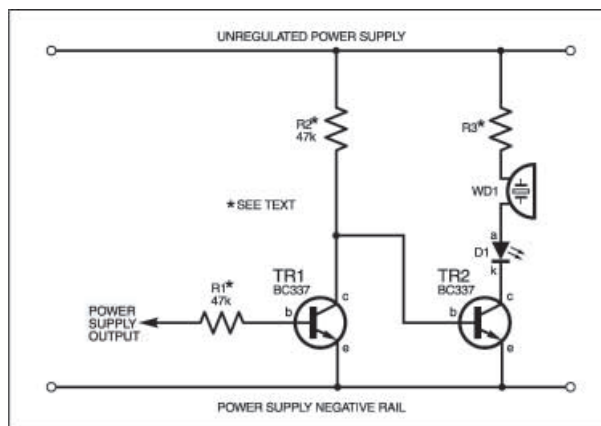 UNREGULATED POWER SUPPLY
R2*
47k
R3*
WD1
* SEE TEXT
a
D1
k
TR1
BC337
TR2
BC337
R1*
47k
c
b
e
c
b
e
POWER
SUPPLY
OUTPUT
POWER SUPPLY NEGATIVE RAIL